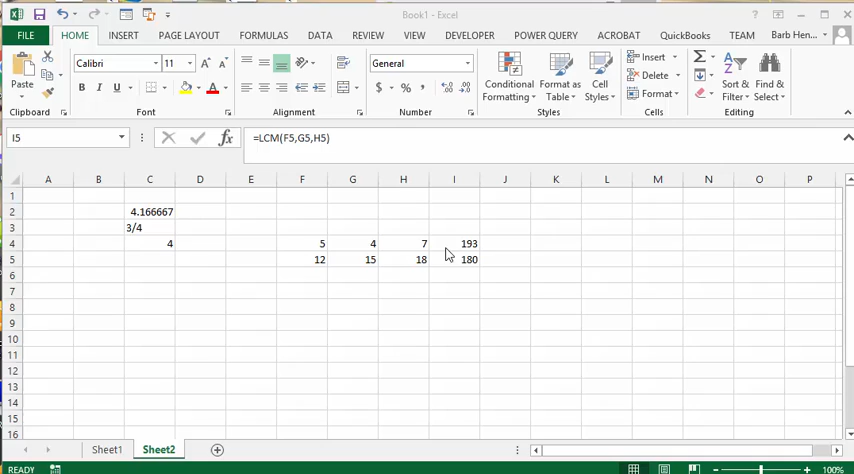 Book1 - Excel
FILE HOME INSERT PAGE LAYOUT FORMULAS DATA REVIEW VIEW DEVELOPER POWER QUERY ACROBAT QuickBooks TEAM Barb Hen...
Paste
Calibri 11
B I U
General
$ % ,
Conditional Formatting
Format as Table
Cell Styles
Insert
Delete
Format
Sort & Filter
Find & Select
Clipboard Font Alignment Number Styles Cells Editing
I5 fx =LCM(F5,G5,H5)
A B C D E F G H I J K L M N O P
1
2 4.166667
3 3/4
4 4 5 4 7 193
5 12 15 18 180
6
7
8
9
10
11
12
13
14
15
16
Sheet1 Sheet2
READY 100%